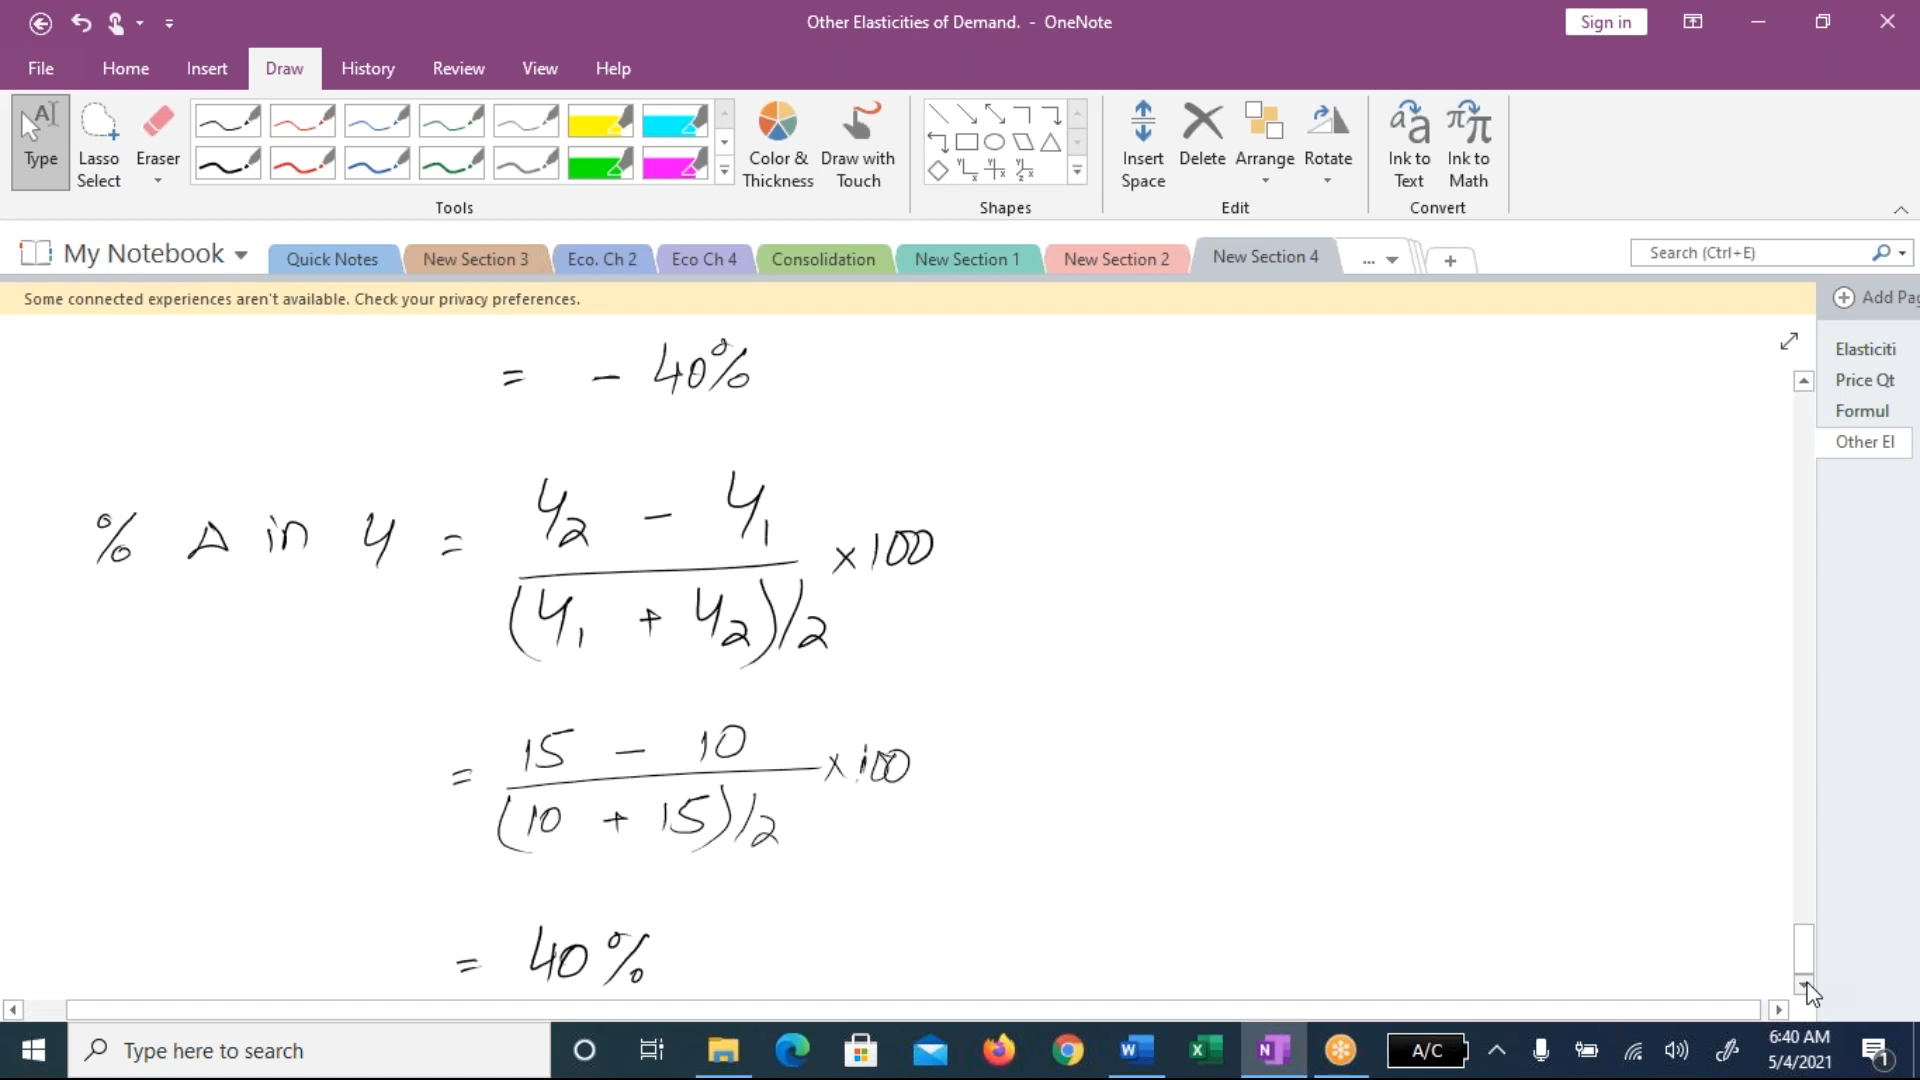 Other Elasticities of Demand. - OneNote
Sign in
File Home Insert Draw History Review View Help
Type
Lasso Select
Eraser
Color & Thickness
Draw with Touch
Insert Space
Delete
Arrange
Rotate
Ink to Text
Ink to Math
Tools Shapes Edit Convert
My Notebook
Quick Notes New Section 3 Eco. Ch 2 Eco Ch 4 Consolidation New Section 1 New Section 2 New Section 4 ...
Search (Ctrl+E)
Some connected experiences aren't available. Check your privacy preferences.
Add Pag
Elasticiti
Price Qt
Formul
Other El
= - 40%
% Δ in Y = Y2 - Y1 / (Y1 + Y2)/2 × 100
= 15 - 10 / (10 + 15)/2 × 100
= 40%
Type here to search
A/C
6:40 AM
5/4/2021
1